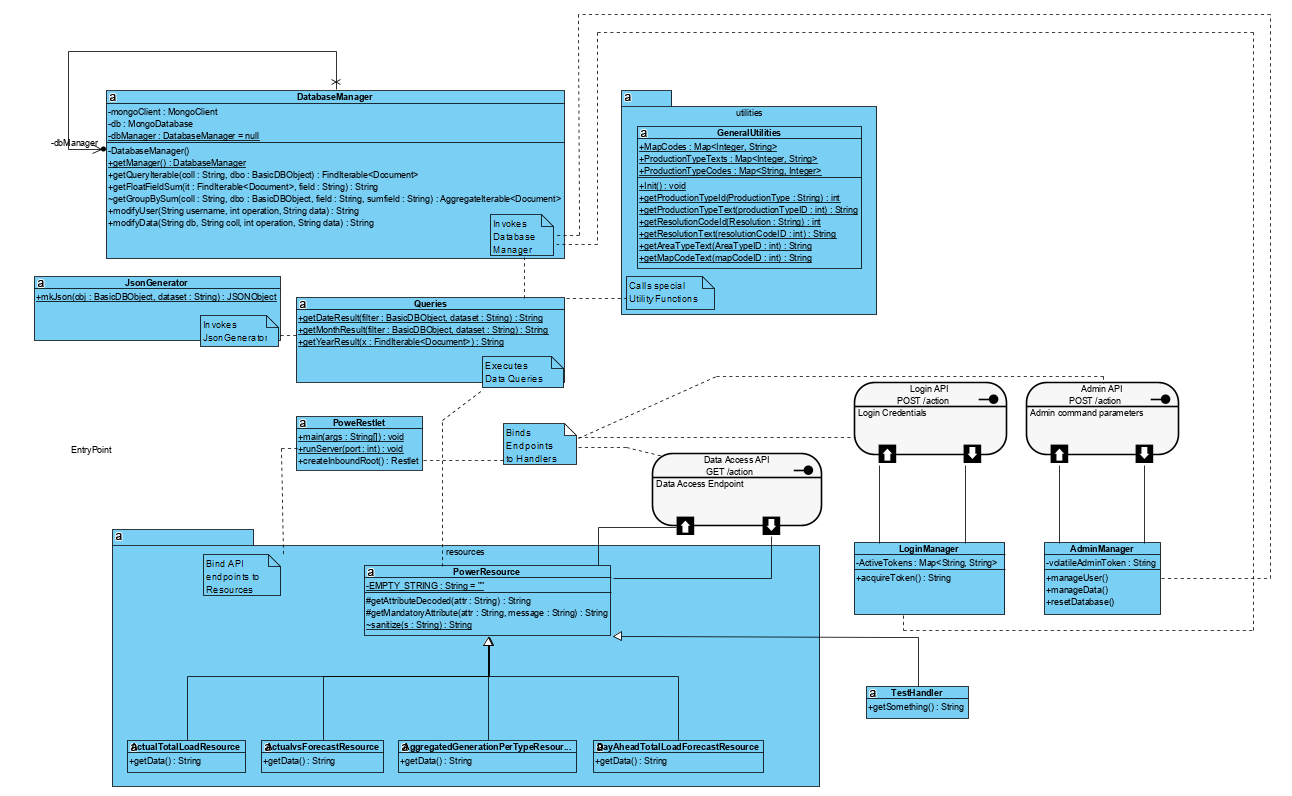 a
DatabaseManager
-mongoClient : MongoClient
-db : MongoDatabase
-dbManager : DatabaseManager = null
-dbManager
-DatabaseManager()
+getManager() : DatabaseManager
+getQueryIterable(coll : String, dbo : BasicDBObject) : FindIterable<Document>
+getFloatFieldSum(it : FindIterable<Document>, field : String) : String
~getGroupBySum(coll : String, dbo : BasicDBObject, field : String, sumfield : String) : AggregateIterable<Document>
+modifyUser(String username, int operation, String data) : String
+modifyData(String db, String coll, int operation, String data) : String
Invokes
Database
Manager
a
utilities
a
GeneralUtilities
+MapCodes : Map<Integer, String>
+ProductionTypeTexts : Map<Integer, String>
+ProductionTypeCodes : Map<String, Integer>
+Init() : void
+getProductionTypeId(ProductionType : String) : int
+getProductionTypeText(productionTypeID : int) : String
+getResolutionCodeId(Resolution : String) : int
+getResolutionText(resolutionCodeID : int) : String
+getAreaTypeText(AreaTypeID : int) : String
+getMapCodeText(mapCodeID : int) : String
Calls special
Utility Functions
a
JsonGenerator
+mkJson(obj : BasicDBObject, dataset : String) : JSONObject
Invokes
JsonGenerator
a
Queries
+getDateResult(filter : BasicDBObject, dataset : String) : String
+getMonthResult(filter : BasicDBObject, dataset : String) : String
+getYearResult(x : FindIterable<Document>) : String
Executes
Data Queries
Login API
POST /action
Login Credentials
Admin API
POST /action
Admin command parameters
a
PoweRestlet
+main(args : String[]) : void
+runServer(port : int) : void
+createInboundRoot() : Restlet
Binds
Endpoints
to Handlers
EntryPoint
Data Access API
GET /action
Data Access Endpoint
a
resources
Bind API
endpoints to
Resources
a
PowerResource
-EMPTY_STRING : String = ""
#getAttributeDecoded(attr : String) : String
#getMandatoryAttribute(attr : String, message : String) : String
~sanitize(s : String) : String
LoginManager
-ActiveTokens : Map<String, String>
+acquireToken() : String
AdminManager
-volatileAdminToken : String
+manageUser()
+manageData()
+resetDatabase()
a
TestHandler
+getSomething() : String
a
ActualTotalLoadResource
+getData() : String
a
ActualvsForecastResource
+getData() : String
a
AggregatedGenerationPerTypeResour...
+getData() : String
a
DayAheadTotalLoadForecastResource
+getData() : String